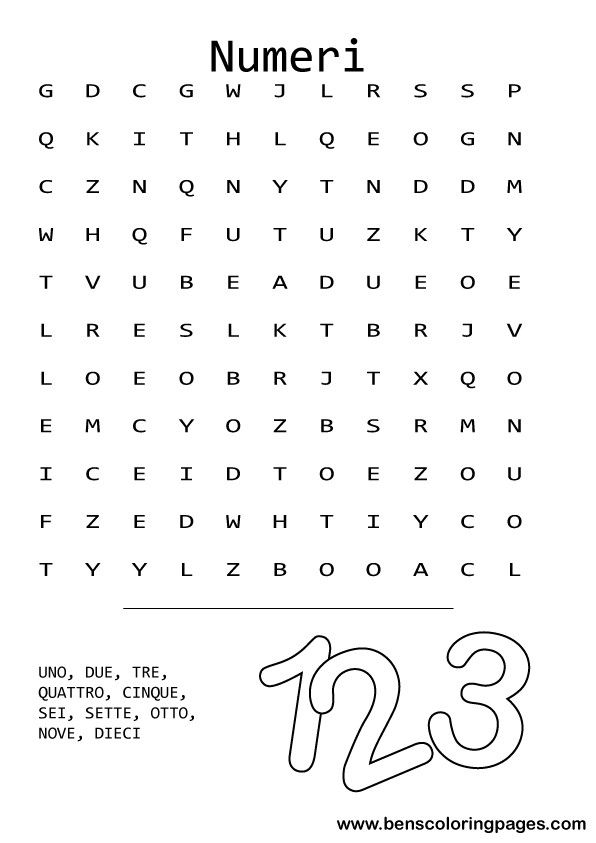 Numeri
G D C G W J L R S S P
Q K I T H L Q E O G N
C Z N Q N Y T N D D M
W H Q F U T U Z K T Y
T V U B E A D U E O E
L R E S L K T B R J V
L O E O B R J T X Q O
E M C Y O Z B S R M N
I C E I D T O E Z O U
F Z E D W H T I Y C O
T Y Y L Z B O O A C L
UNO, DUE, TRE,
QUATTRO, CINQUE,
SEI, SETTE, OTTO,
NOVE, DIECI
123
www.benscoloringpages.com